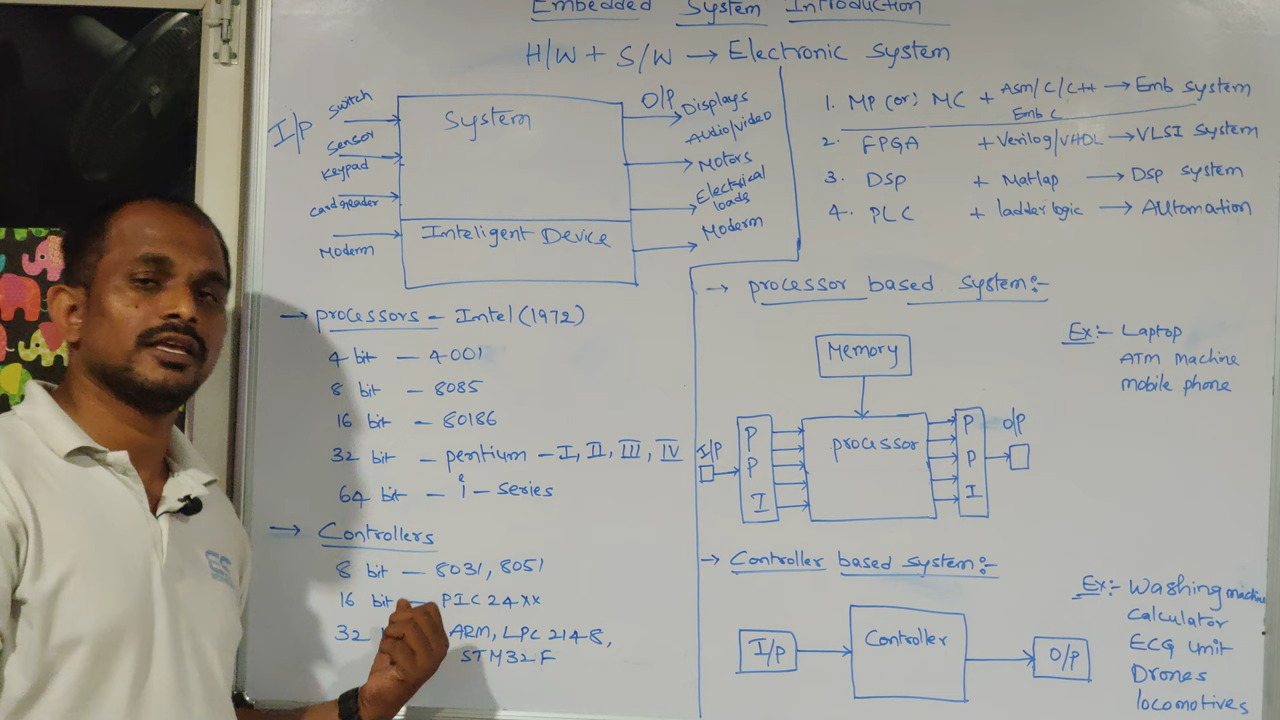 Embedded System Introduction
H/W + S/W → Electronic System
I/P
Switch
Sensor
Keypad
Card reader
Moderm
System
Inteligent Device
O/P
Displays
Audio/video
Motors
Electrical
loads
Moderm
→ processors – Intel (1972)
4 bit – 4001
8 bit – 8085
16 bit – 80186
32 bit – pentium – I, II, III, IV
64 bit – i – series
→ Controllers
8 bit – 8031, 8051
16 bit – PIC 24xx
32 ARM, LPC 2148,
STM32F
1. MP (or) MC + Asm/C/C++ → Emb system
Emb C
2. FPGA + Verilog/VHDL → VLSI system
3. DSP + Matlap → DSP system
4. PLC + ladder logic → AUtomation
→ processor based system:-
Ex:- Laptop
ATM machine
mobile phone
Memory
I/P
P
P
I
processor
P
P
I
O/P
→ Controller based system:-
I/P
Controller
O/P
Ex:- Washing machine
Calculator
ECG unit
Drones
locomotives